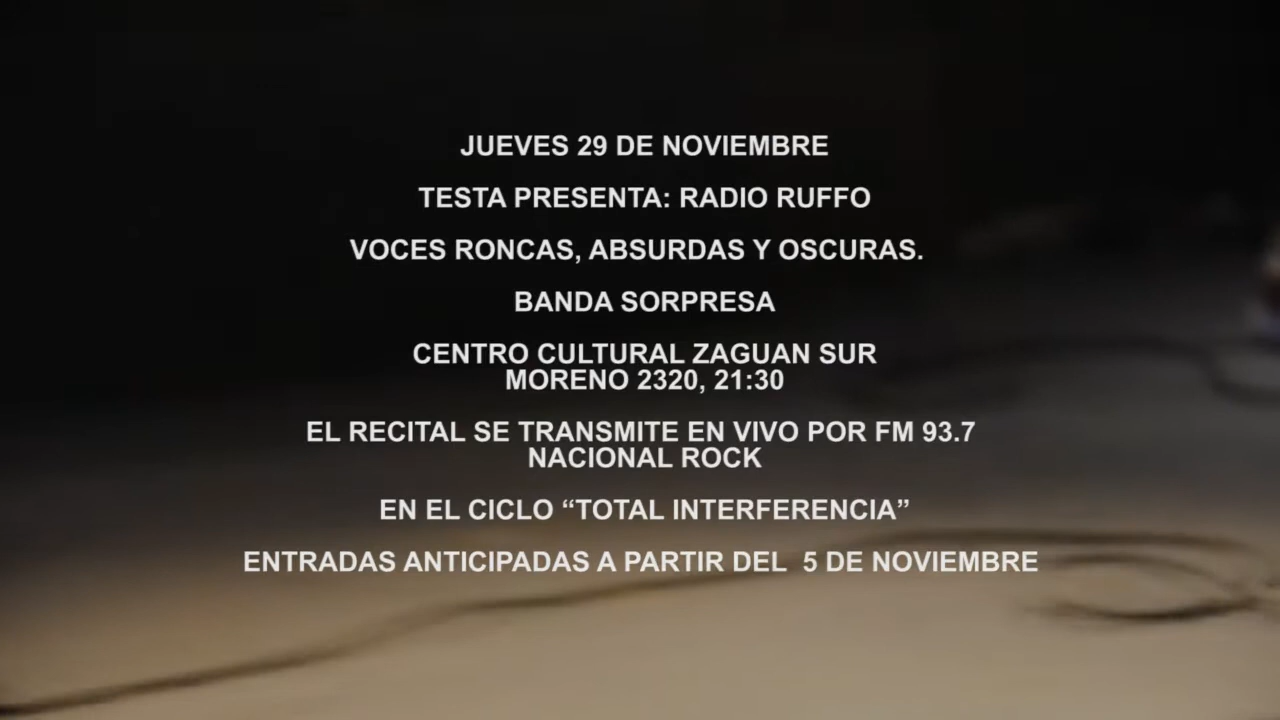 JUEVES 29 DE NOVIEMBRE
TESTA PRESENTA: RADIO RUFFO
VOCES RONCAS, ABSURDAS Y OSCURAS.
BANDA SORPRESA
CENTRO CULTURAL ZAGUAN SUR
MORENO 2320, 21:30
EL RECITAL SE TRANSMITE EN VIVO POR FM 93.7
NACIONAL ROCK
EN EL CICLO “TOTAL INTERFERENCIA”
ENTRADAS ANTICIPADAS A PARTIR DEL  5 DE NOVIEMBRE